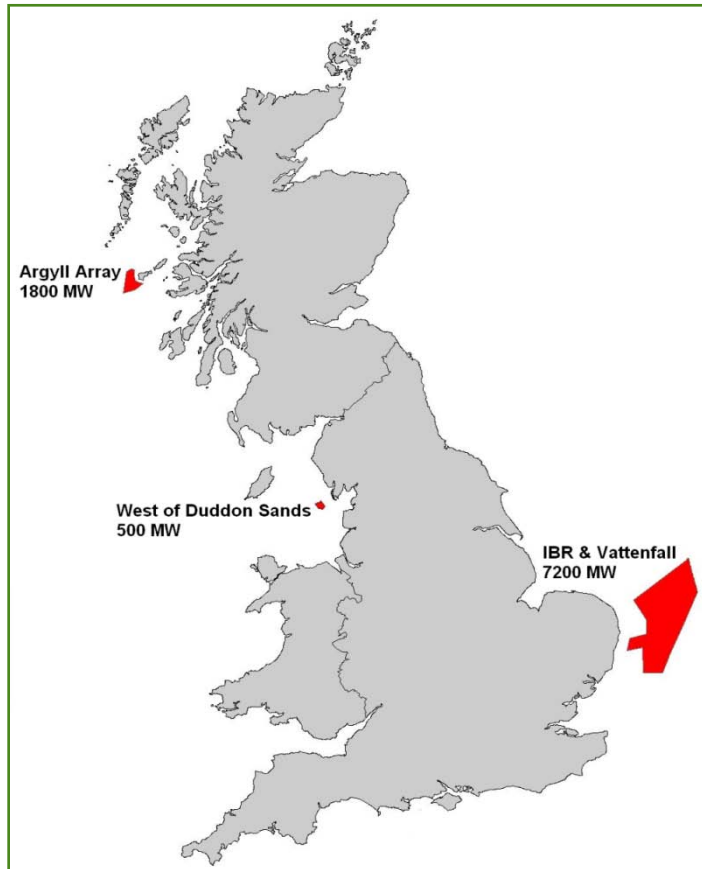 Argyll Array
1800 MW
West of Duddon Sands
500 MW
IBR & Vattenfall
7200 MW